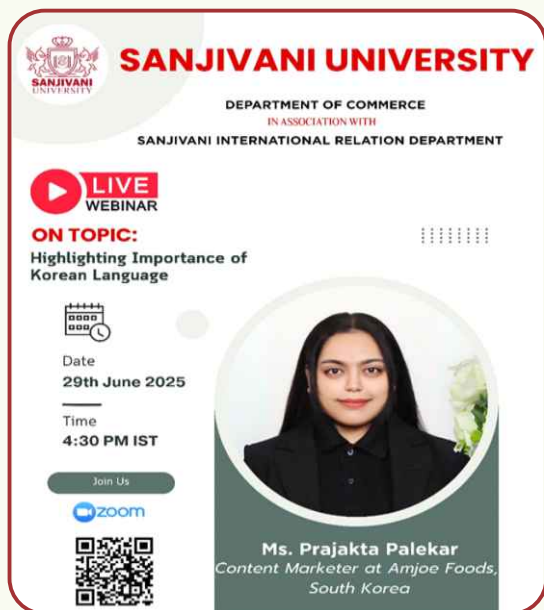 SANJIVANI
UNIVERSITY
SANJIVANI UNIVERSITY
DEPARTMENT OF COMMERCE
IN ASSOCIATION WITH
SANJIVANI INTERNATIONAL RELATION DEPARTMENT
LIVE
WEBINAR
ON TOPIC:
Highlighting Importance of
Korean Language
Date
29th June 2025
Time
4:30 PM IST
Join Us
zoom
Ms. Prajakta Palekar
Content Marketer at Amjoe Foods,
South Korea